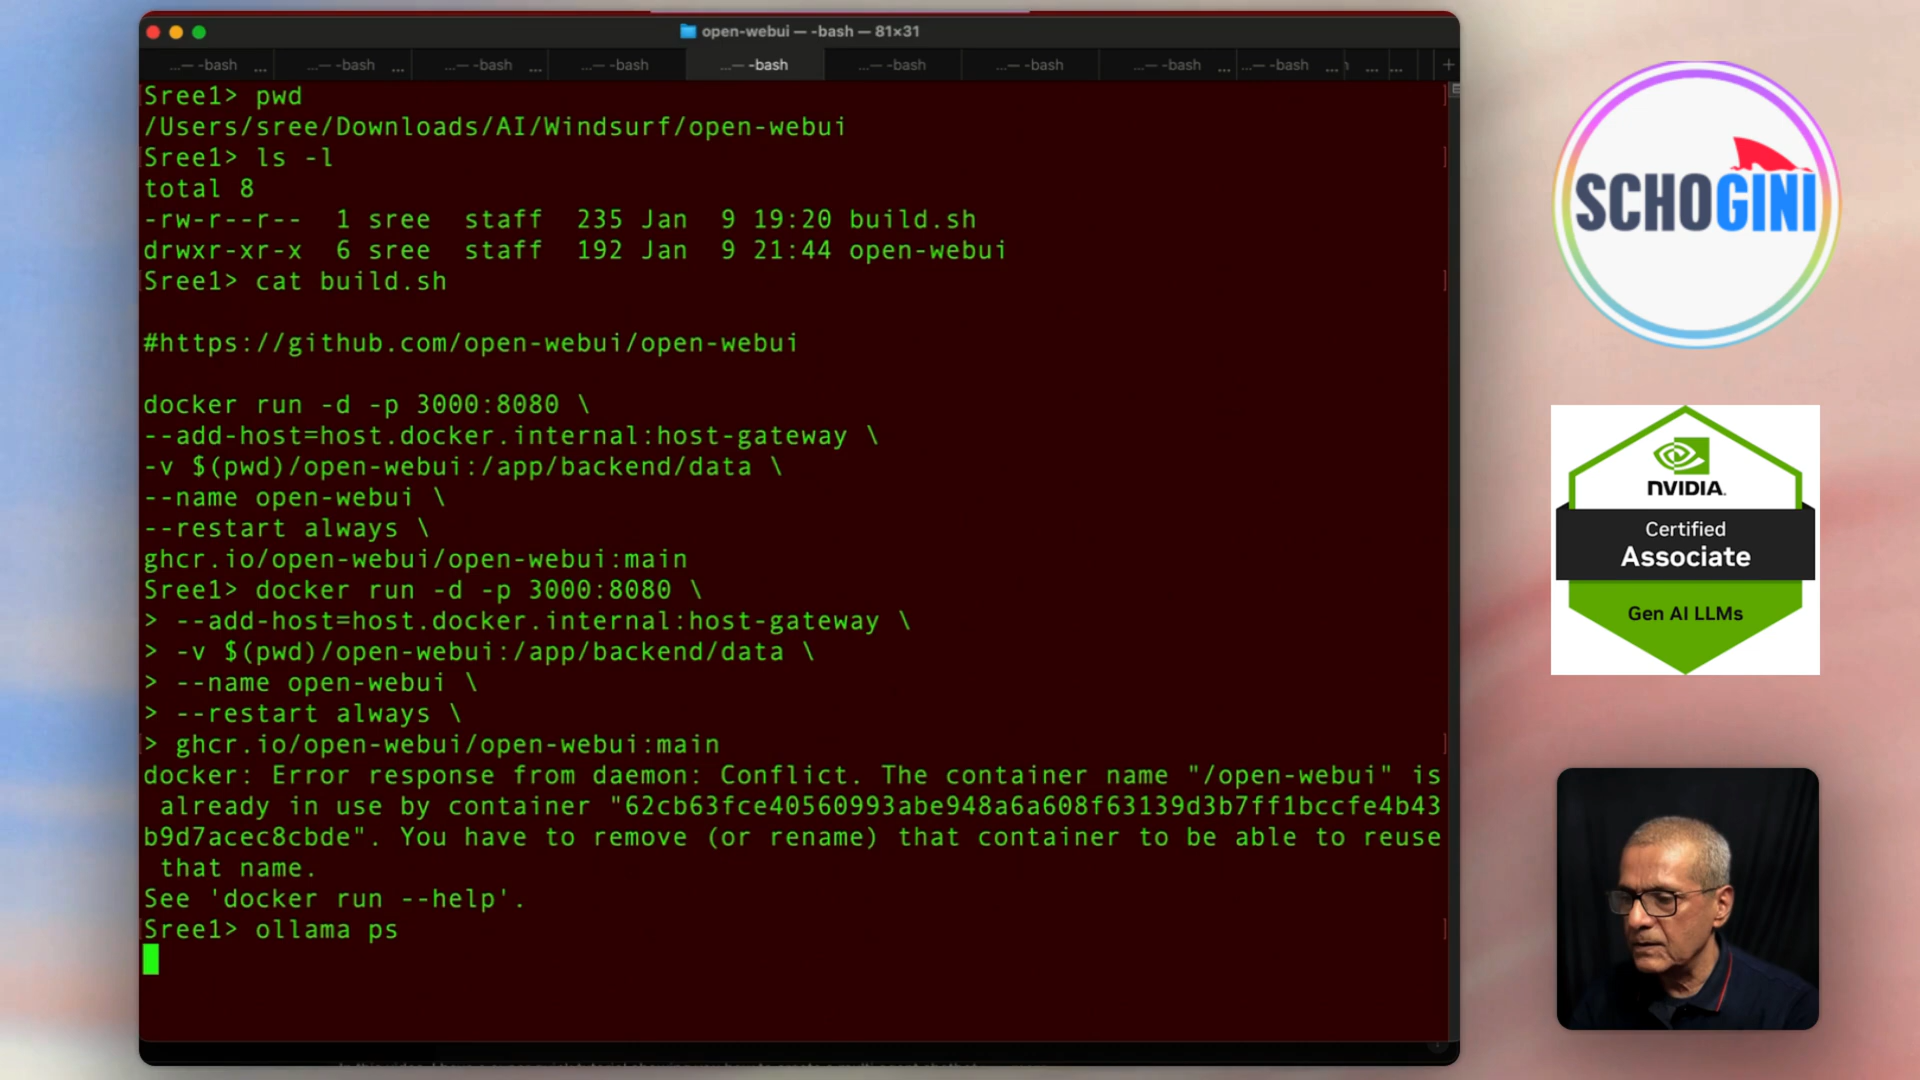 open-webui — -bash — 81×31
...— -bash ... ...— -bash ... ...— -bash ... ...— -bash ...— -bash ...— -bash ...— -bash ...— -bash ... ...— -bash ... ... ... +
Sree1> pwd
/Users/sree/Downloads/AI/Windsurf/open-webui
Sree1> ls -l
total 8
-rw-r--r-- 1 sree staff 235 Jan 9 19:20 build.sh
drwxr-xr-x 6 sree staff 192 Jan 9 21:44 open-webui
Sree1> cat build.sh
#https://github.com/open-webui/open-webui
docker run -d -p 3000:8080 \
--add-host=host.docker.internal:host-gateway \
-v $(pwd)/open-webui:/app/backend/data \
--name open-webui \
--restart always \
ghcr.io/open-webui/open-webui:main
Sree1> docker run -d -p 3000:8080 \
> --add-host=host.docker.internal:host-gateway \
> -v $(pwd)/open-webui:/app/backend/data \
> --name open-webui \
> --restart always \
> ghcr.io/open-webui/open-webui:main
docker: Error response from daemon: Conflict. The container name "/open-webui" is
already in use by container "62cb63fce40560993abe948a6a608f63139d3b7ff1bccfe4b43
b9d7acec8cbde". You have to remove (or rename) that container to be able to reuse
that name.
See 'docker run --help'.
Sree1> ollama ps
SCHOGINI
NVIDIA.
Certified
Associate
Gen AI LLMs